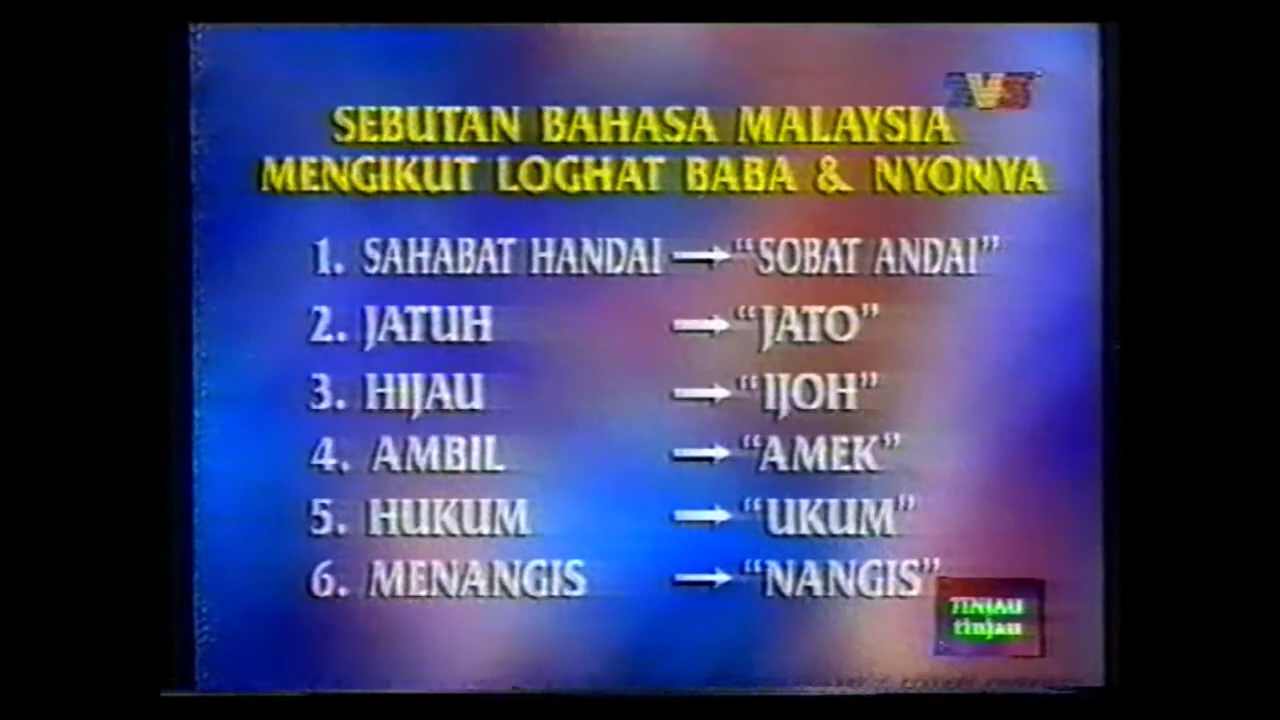 TV3
SEBUTAN BAHASA MALAYSIA
MENGIKUT LOGHAT BABA & NYONYA
1. SAHABAT HANDAI → “SOBAT ANDAI”
2. JATUH → “JATO”
3. HIJAU → “IJOH”
4. AMBIL → “AMEK”
5. HUKUM → “UKUM”
6. MENANGIS → “NANGIS”
TINJAU
tinjau